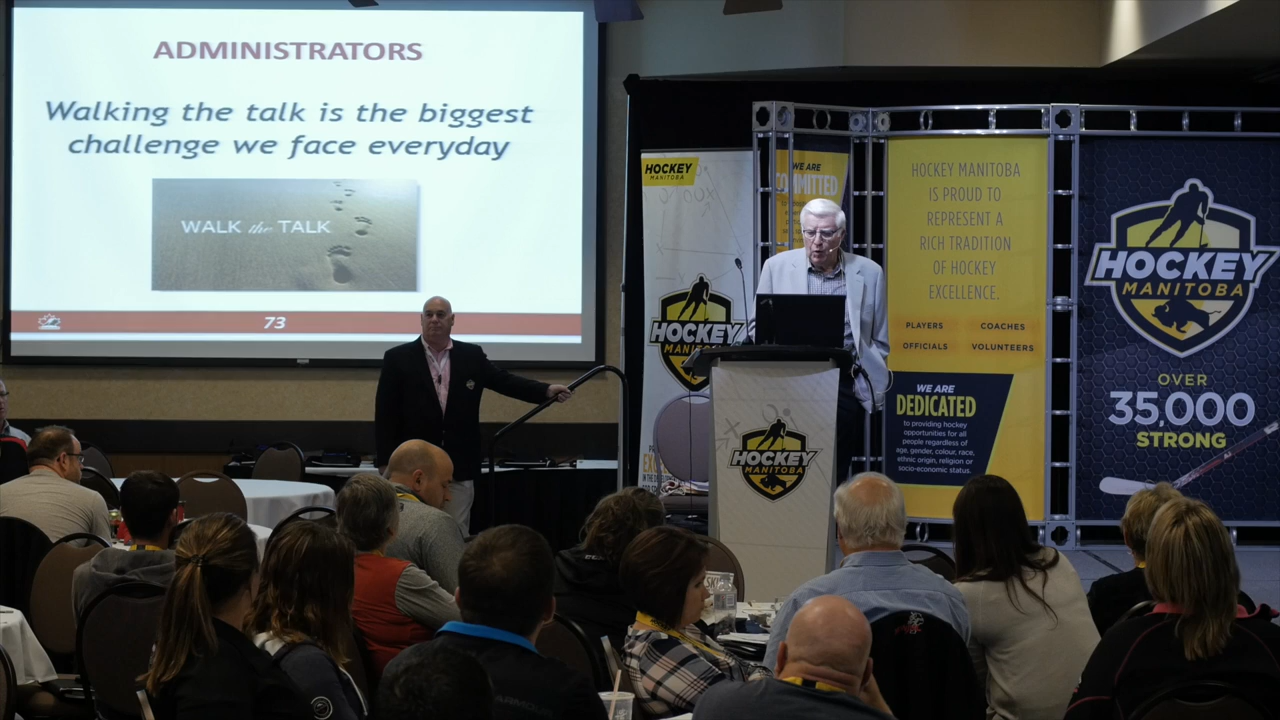 ADMINISTRATORS
Walking the talk is the biggest
challenge we face everyday
WALK the TALK
73
HOCKEY
MANITOBA
HOCKEY
WE ARE
COMMITTED
HOCKEY MANITOBA
IS PROUD TO
REPRESENT A
RICH TRADITION
OF HOCKEY
EXCELLENCE.
PLAYERS
COACHES
OFFICIALS
VOLUNTEERS
WE ARE
DEDICATED
to providing hockey
opportunities for all
people regardless of
age, gender, colour, race,
ethnic origin, religion or
socio-economic status.
HOCKEY
MANITOBA
OVER
35,000
STRONG
HOCKEY
MANITOBA